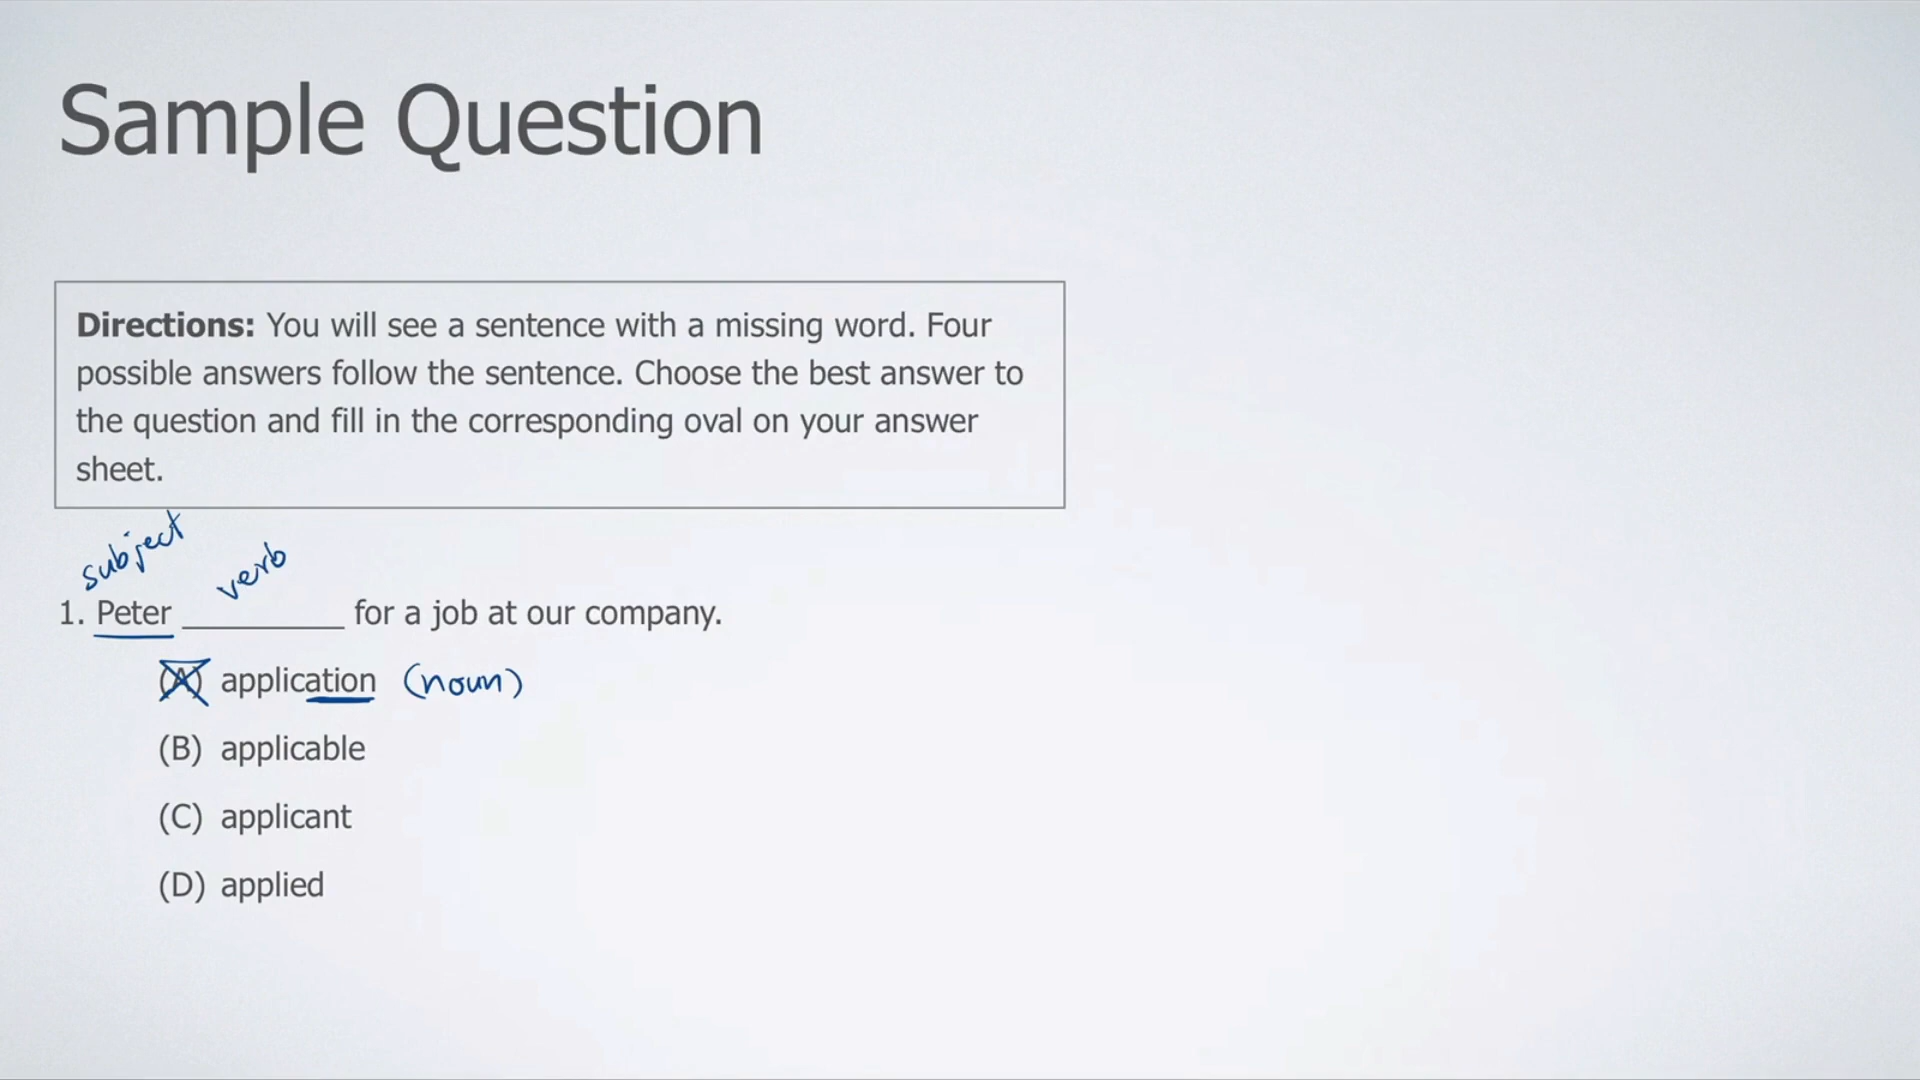 Sample Question
Directions: You will see a sentence with a missing word. Four
possible answers follow the sentence. Choose the best answer to
the question and fill in the corresponding oval on your answer
sheet.
subject verb
1. Peter __________ for a job at our company.
(A) application (noun)
(B) applicable
(C) applicant
(D) applied